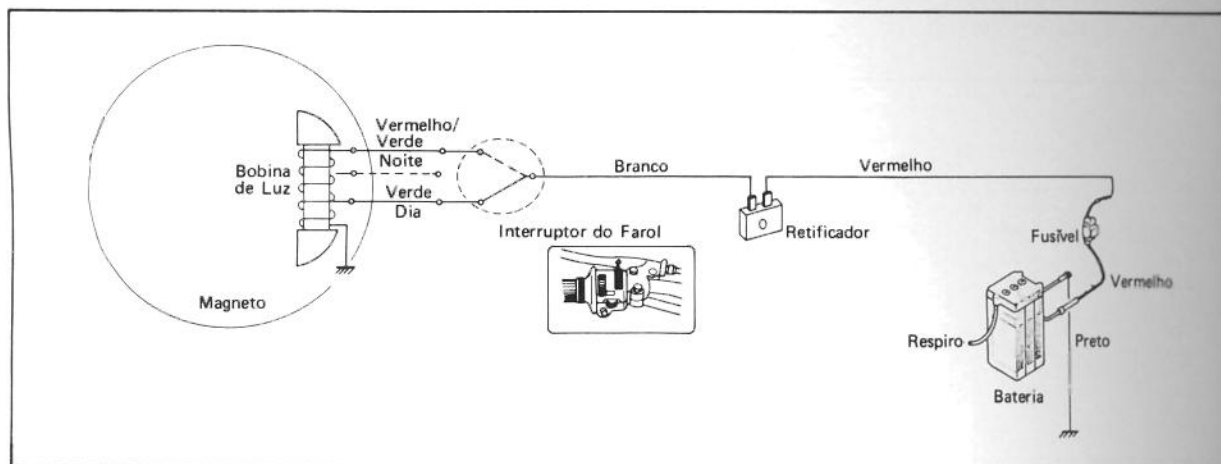 Vermelho/
Verde
Noite
Bobina
de Luz
Verde
Dia
Magneto
Branco
Interruptor do Farol
Retificador
Vermelho
Fusível
Vermelho
Respiro
Preto
Bateria